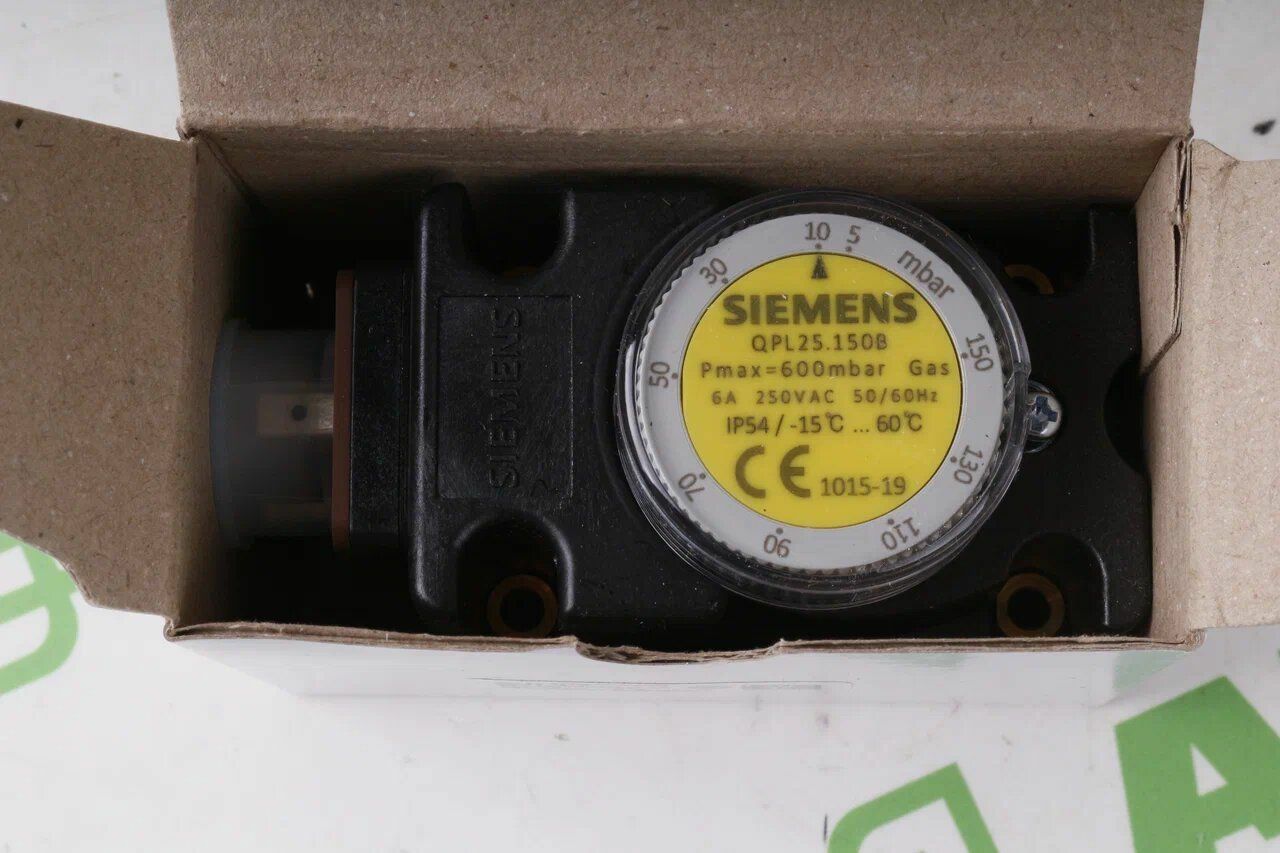 SIEMENS
10 5 mbar
30
50
70
90
110
130
150
SIEMENS
QPL25.150B
Pmax=600mbar Gas
6A 250VAC 50/60Hz
IP54 / -15℃ ... 60℃
CE 1015-19